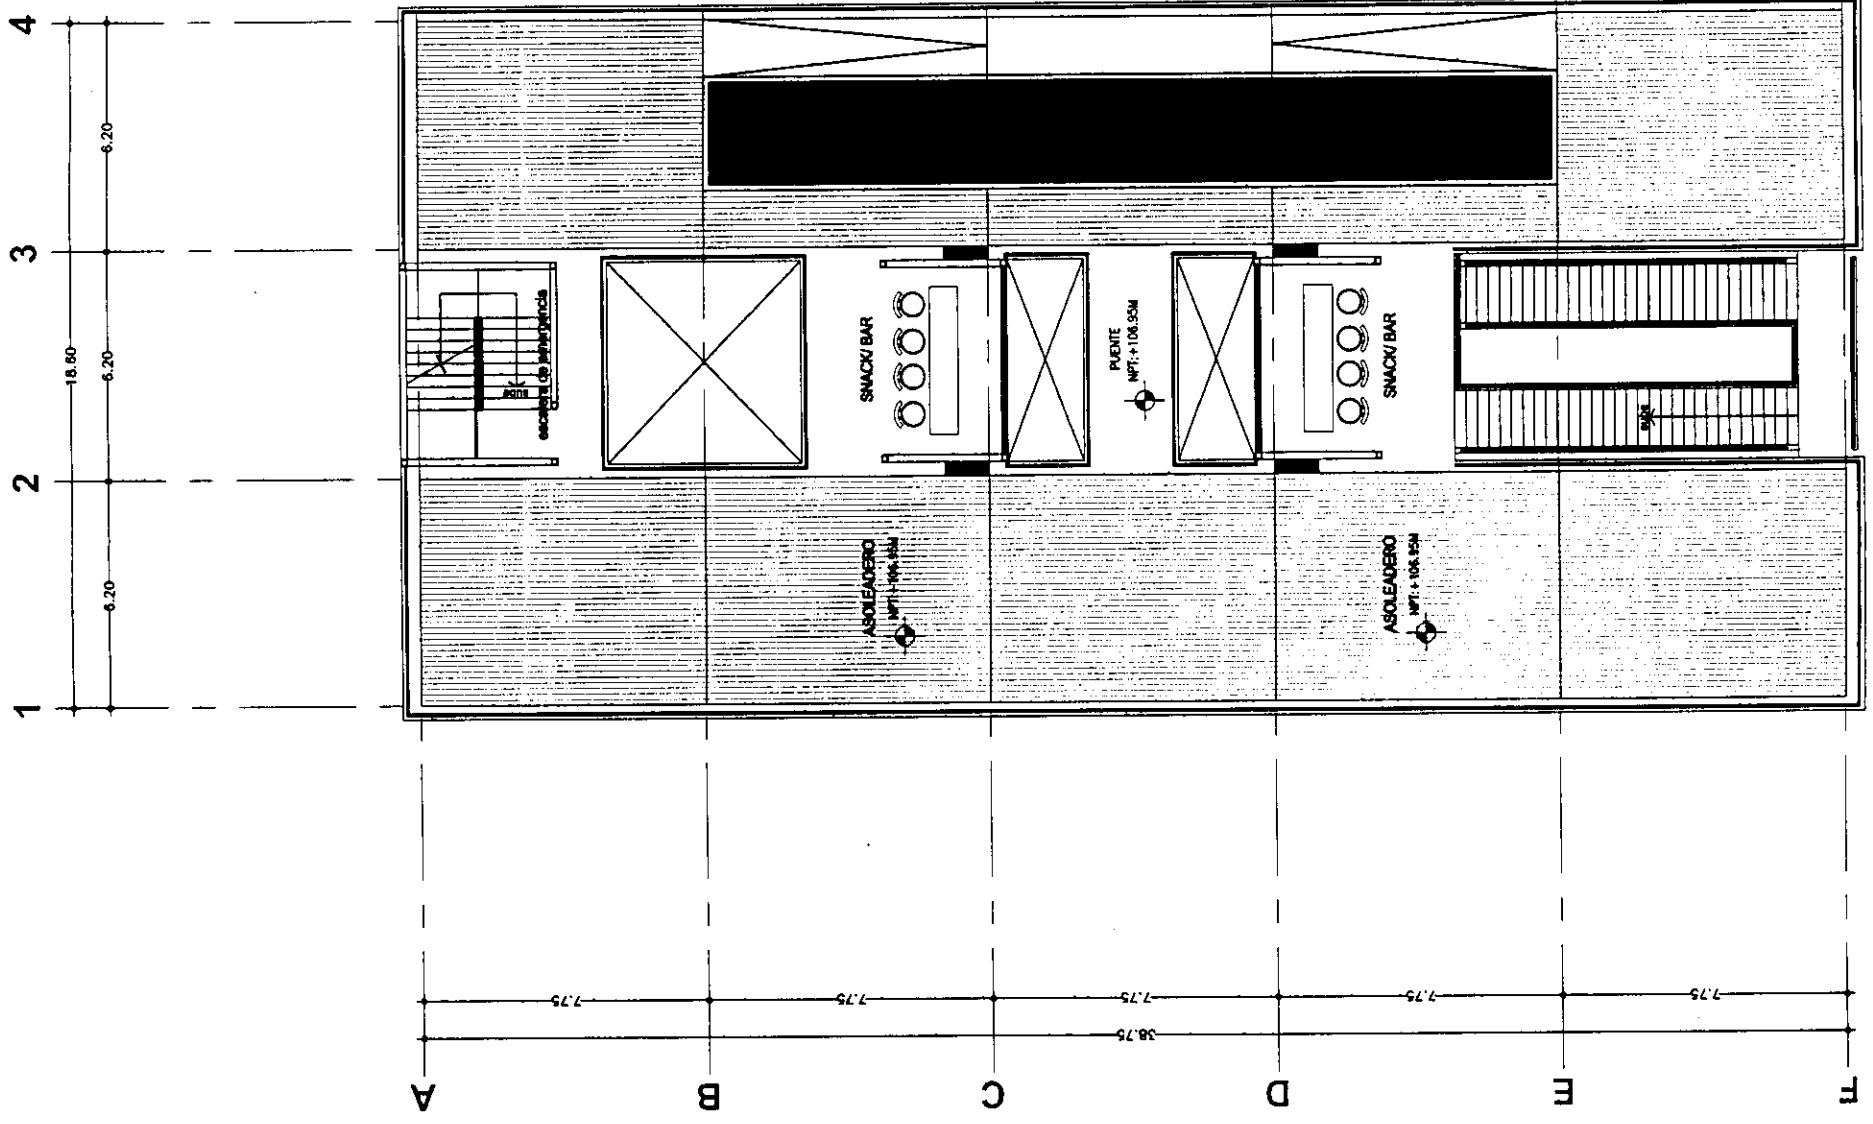 4
3
2
1
6.20
6.20
6.20
18.60
escalera de emergencia
SUBE
SNACK/ BAR
PUENTE
NPT:+106.95M
SNACK/ BAR
SUBE
ASOLEADERO
NPT:+106.95M
ASOLEADERO
NPT:+106.95M
7.75
7.75
7.75
7.75
7.75
38.75
A
B
C
D
E
F